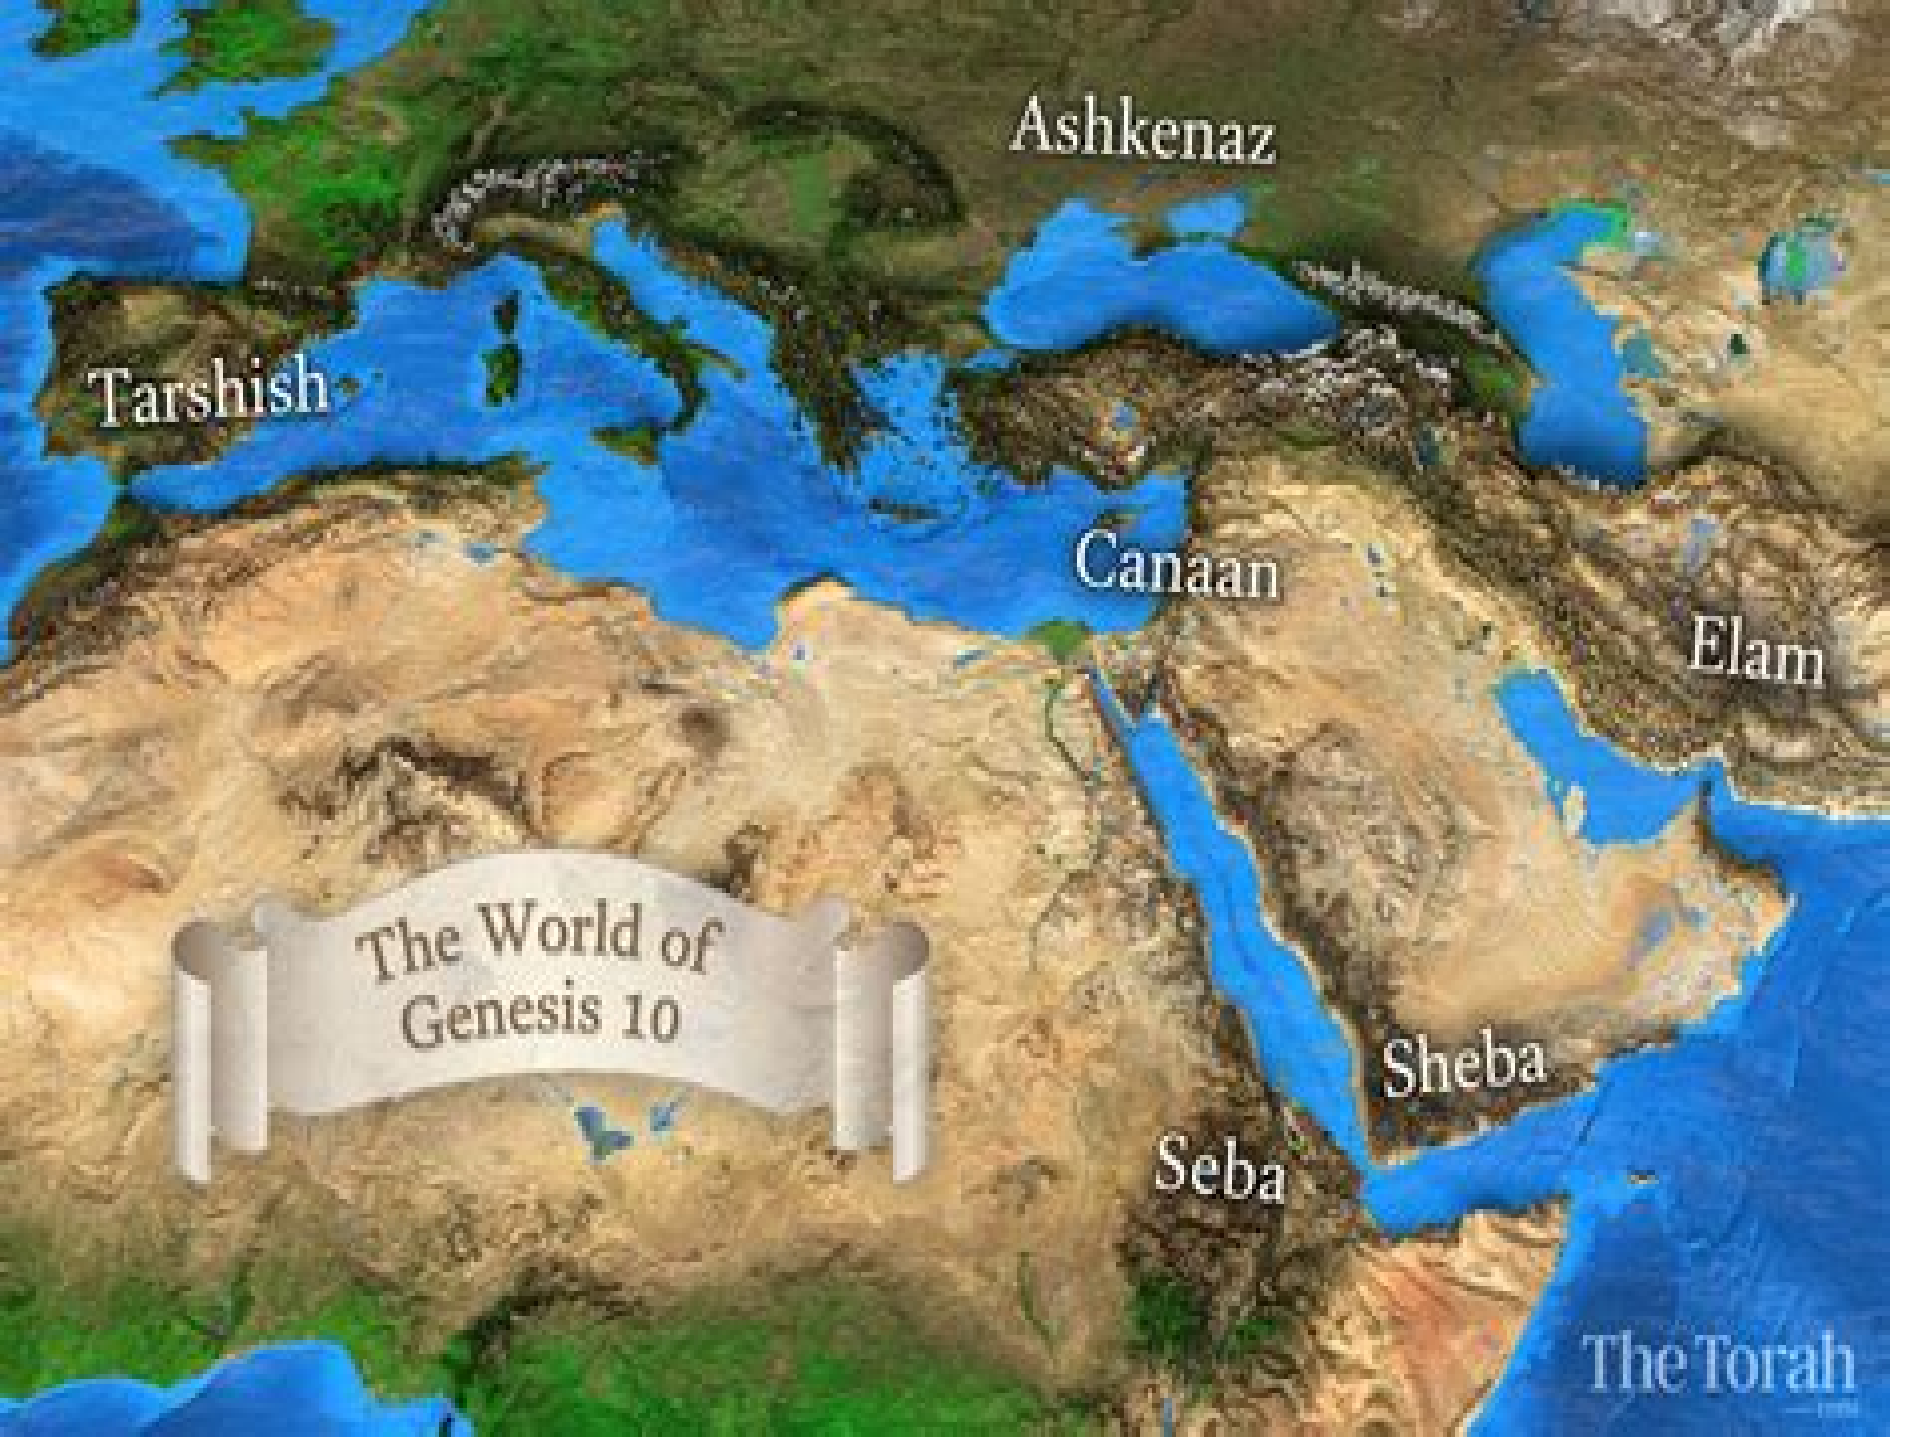 Ashkenaz
Tarshish
Canaan
Elam
The World of
Genesis 10
Sheba
Seba
The Torah